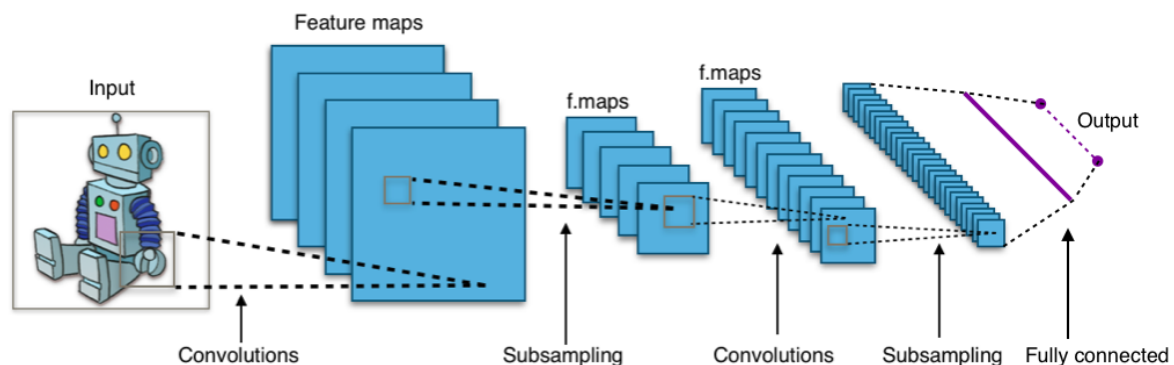 Feature maps
f.maps
Input
f.maps
Output
Convolutions
Subsampling
Convolutions
Subsampling
Fully connected